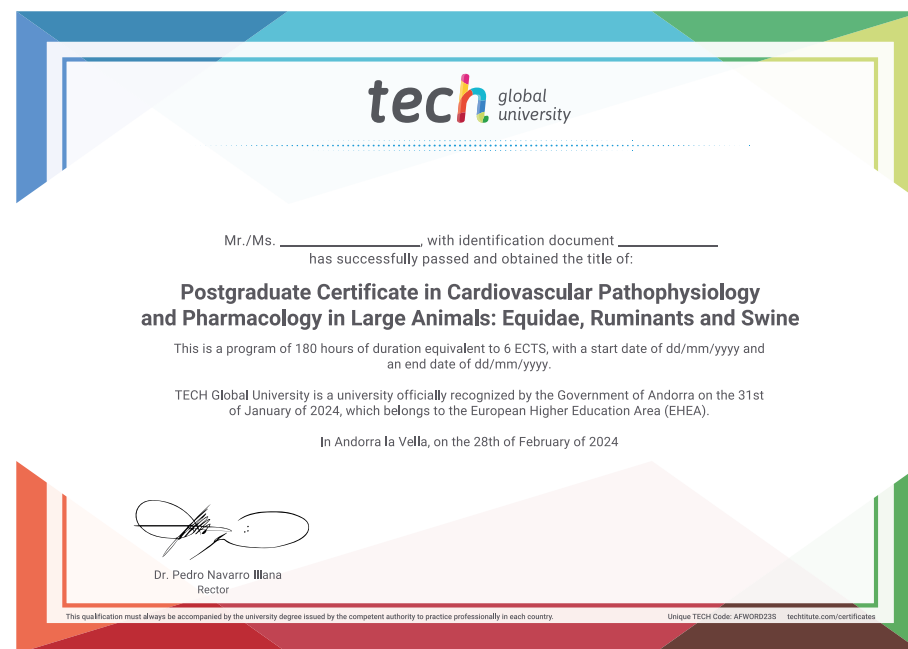 tech global
university
Mr./Ms. ____________________, with identification document ______________
has successfully passed and obtained the title of:
Postgraduate Certificate in Cardiovascular Pathophysiology
and Pharmacology in Large Animals: Equidae, Ruminants and Swine
This is a program of 180 hours of duration equivalent to 6 ECTS, with a start date of dd/mm/yyyy and
an end date of dd/mm/yyyy.
TECH Global University is a university officially recognized by the Government of Andorra on the 31st
of January of 2024, which belongs to the European Higher Education Area (EHEA).
In Andorra la Vella, on the 28th of February of 2024
Dr. Pedro Navarro Illana
Rector
This qualification must always be accompanied by the university degree issued by the competent authority to practice professionally in each country.
Unique TECH Code: AFWORD23S techtitute.com/certificates